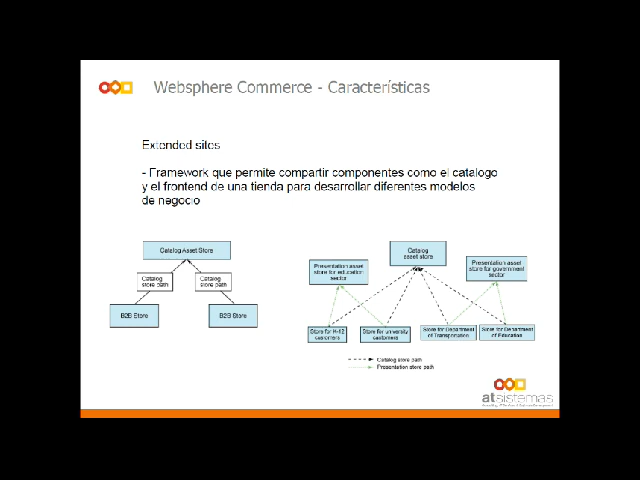 Websphere Commerce - Características
Extended sites
- Framework que permite compartir componentes como el catalogo
y el frontend de una tienda para desarrollar diferentes modelos
de negocio
Catalog Asset Store
Catalog
store path
Catalog
store path
B2B Store
B2B Store
Catalog
asset store
Presentation asset
store for education
sector
Presentation asset
store for government
sector
Store for K-12
customers
Store for university
customers
Store for Department
of Transportation
Store for Department
of Education
Catalog store path
Presentation store path
atsistemas